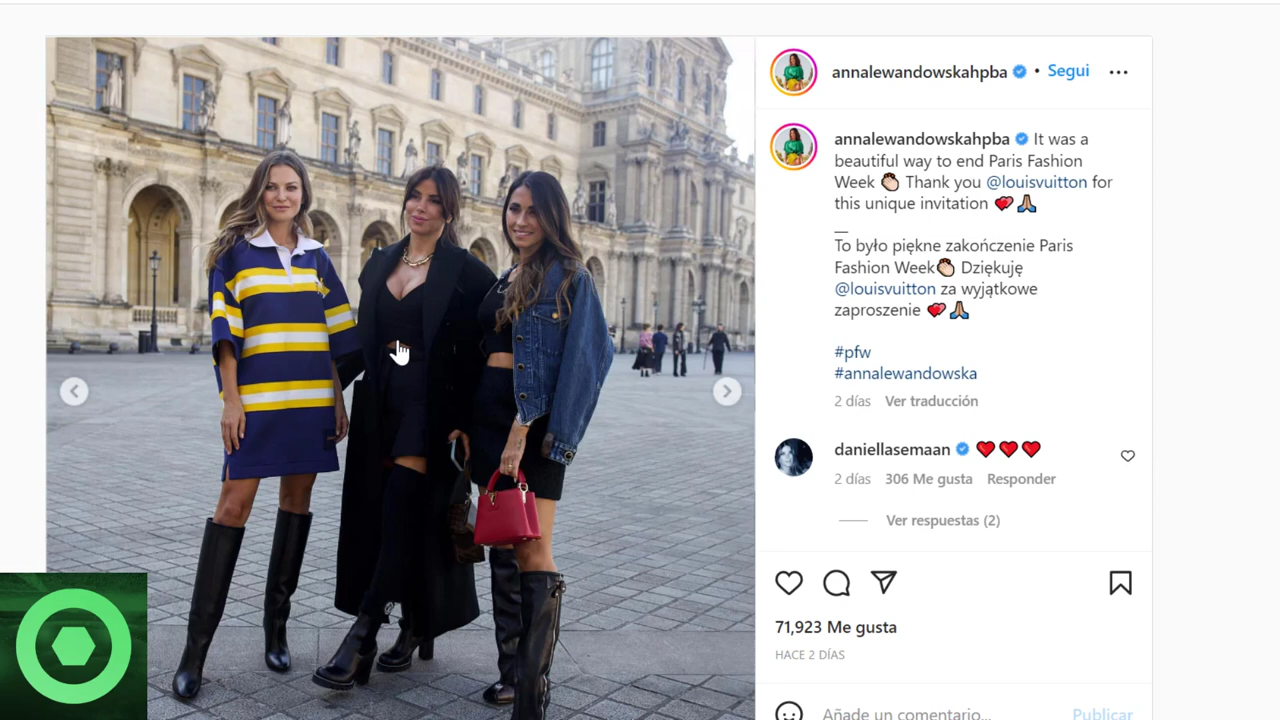 annalewandowskahpba • Segui
annalewandowskahpba It was a
beautiful way to end Paris Fashion
Week 👏🏻 Thank you @louisvuitton for
this unique invitation 💕🙏🏼
__
To było piękne zakończenie Paris
Fashion Week👏🏻 Dziękuję
@louisvuitton za wyjątkowe
zaproszenie 💕🙏🏼
#pfw
#annalewandowska
2 días Ver traducción
daniellasemaan ❤️❤️❤️
2 días 306 Me gusta Responder
Ver respuestas (2)
71,923 Me gusta
HACE 2 DÍAS
Añade un comentario... Publicar